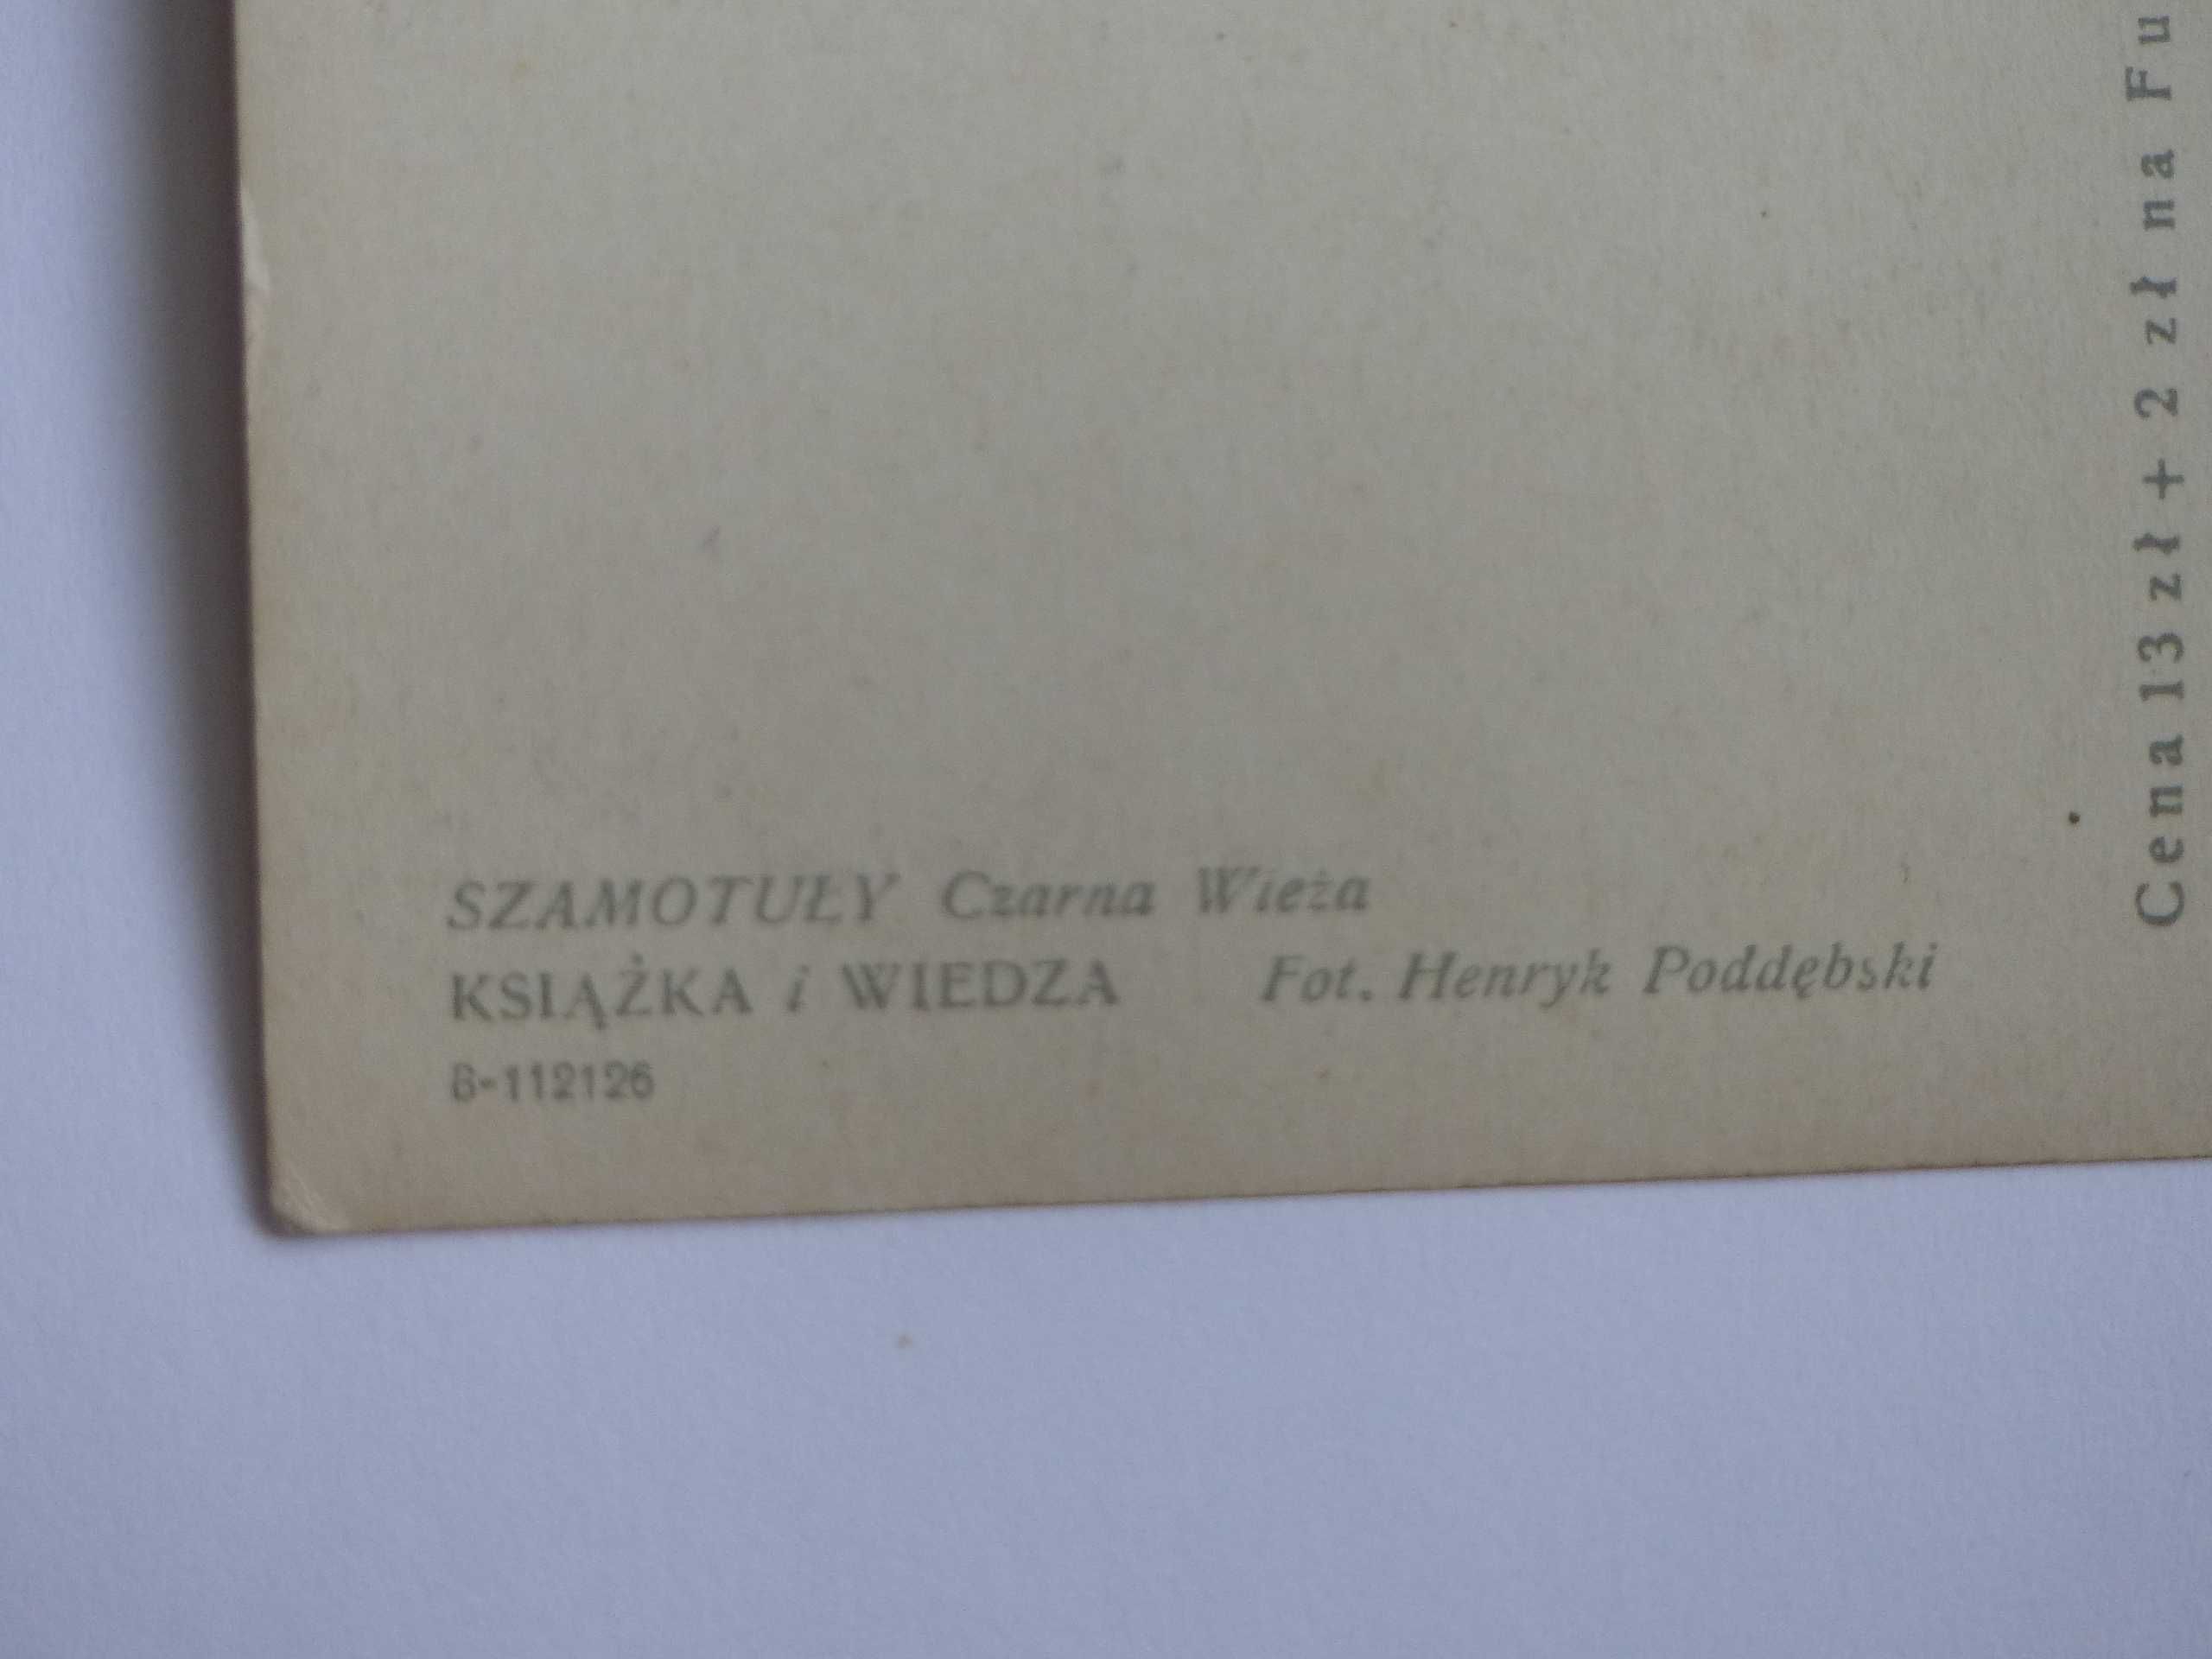 SZAMOTUŁY Czarna Wieża
KSIĄŻKA i WIEDZA Fot. Henryk Poddębski
B-112126
Cena 13 zł + 2 zł na Fu